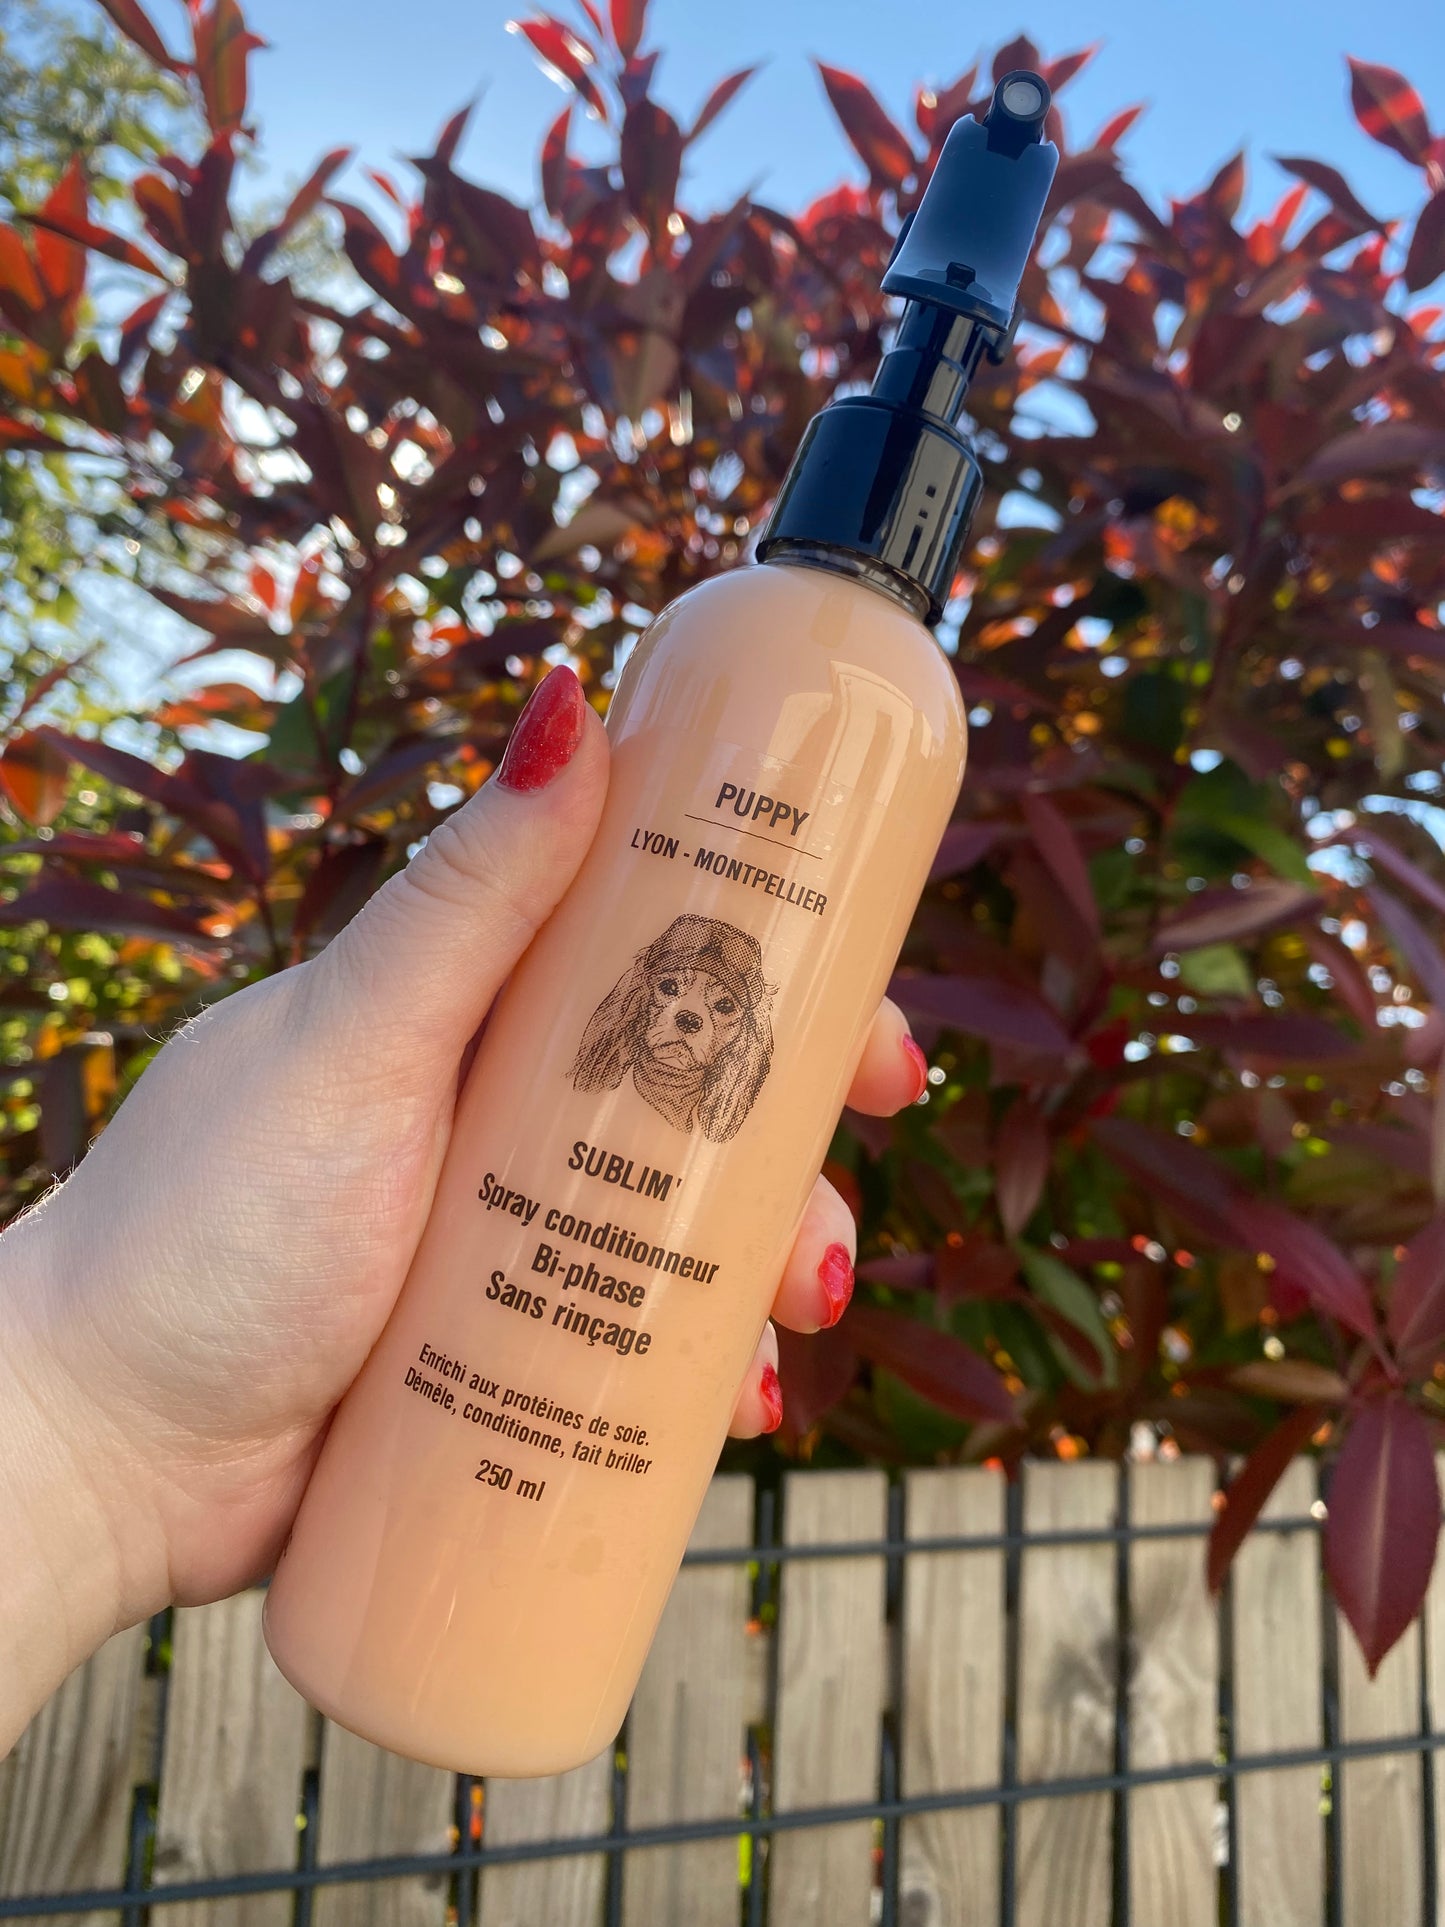 PUPPY
LYON - MONTPELLIER
SUBLIM'
Spray conditionneur
Bi-phase
Sans rinçage
Enrichi aux protéines de soie.
Démêle, conditionne, fait briller
250 ml